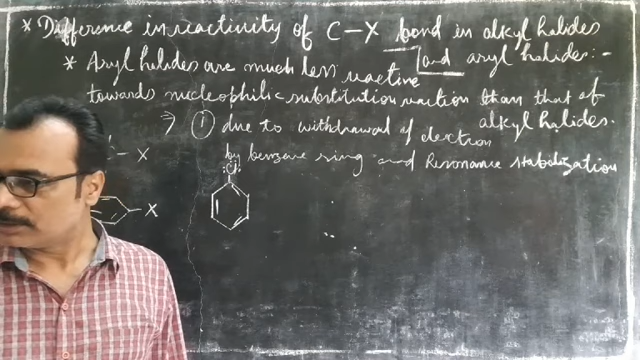 * Difference in reactivity of C-X bond in alkyl halides
and aryl halides:-
* Aryl halides are much less reactive
towards nucleophilic substitution reaction than that of
alkyl halides.
⇒ (i) due to withdrawal of electron
by benzene ring and Resonance stabilization
- X
:Cl:
- X